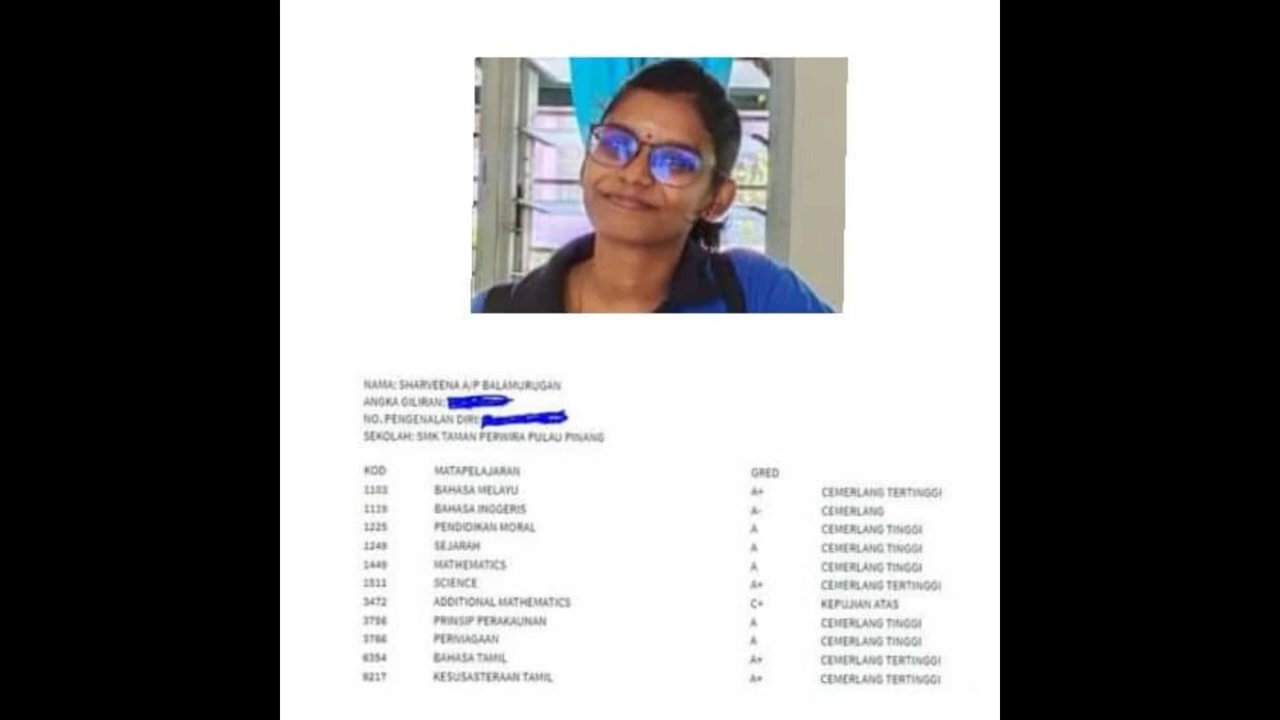 NAMA: SHARVEENA A/P BALAMURUGAN
ANGKA GILIRAN:
NO. PENGENALAN DIRI:
SEKOLAH: SMK TAMAN PERWIRA PULAU PINANG
KOD MATAPELAJARAN GRED
1103 BAHASA MELAYU A+ CEMERLANG TERTINGGI
1119 BAHASA INGGERIS A- CEMERLANG
1225 PENDIDIKAN MORAL A CEMERLANG TINGGI
1249 SEJARAH A CEMERLANG TINGGI
1449 MATHEMATICS A CEMERLANG TINGGI
1511 SCIENCE A+ CEMERLANG TERTINGGI
3472 ADDITIONAL MATHEMATICS C+ KEPUJIAN ATAS
3756 PRINSIP PERAKAUNAN A CEMERLANG TINGGI
3766 PERNIAGAAN A CEMERLANG TINGGI
6354 BAHASA TAMIL A+ CEMERLANG TERTINGGI
9217 KESUSASTERAAN TAMIL A+ CEMERLANG TERTINGGI